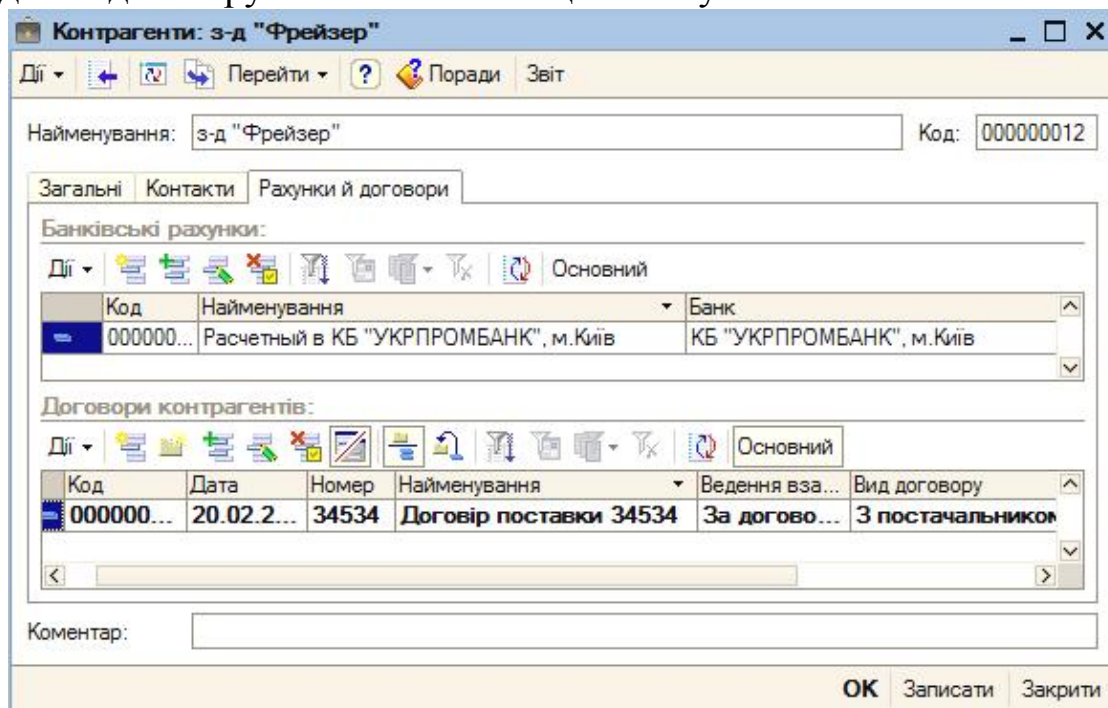 Контрагенти: з-д "Фрейзер"
Дії Перейти ? Поради Звіт
Найменування: з-д "Фрейзер" Код: 000000012
Загальні Контакти Рахунки й договори
Банківські рахунки:
Дії Основний
Код Найменування Банк
000000... Расчетный в КБ "УКРПРОМБАНК", м.Київ КБ "УКРПРОМБАНК", м.Київ
Договори контрагентів:
Дії Основний
Код Дата Номер Найменування Ведення вза... Вид договору
000000... 20.02.2... 34534 Договір поставки 34534 За догово... З постачальником
Коментар:
OK Записати Закрити